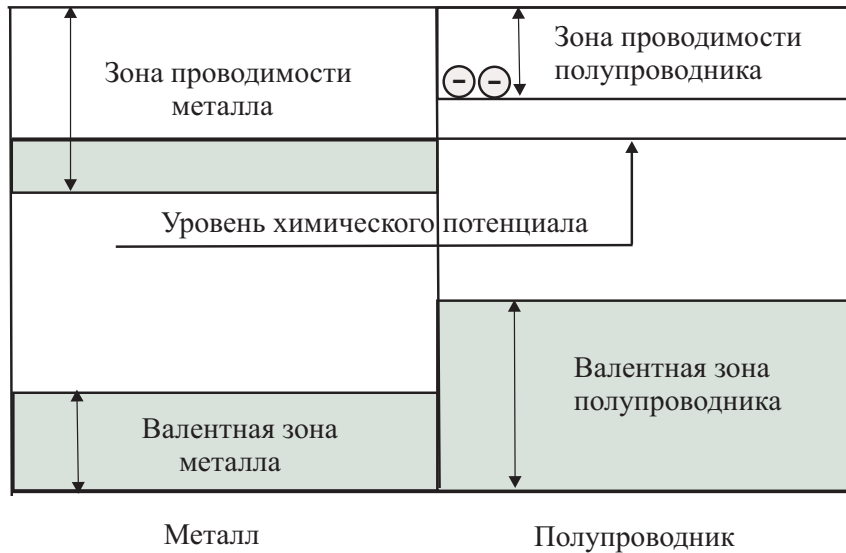 Зона проводимости
металла
Зона проводимости
полупроводника
− −
Уровень химического потенциала
Валентная зона
металла
Валентная зона
полупроводника
Металл
Полупроводник